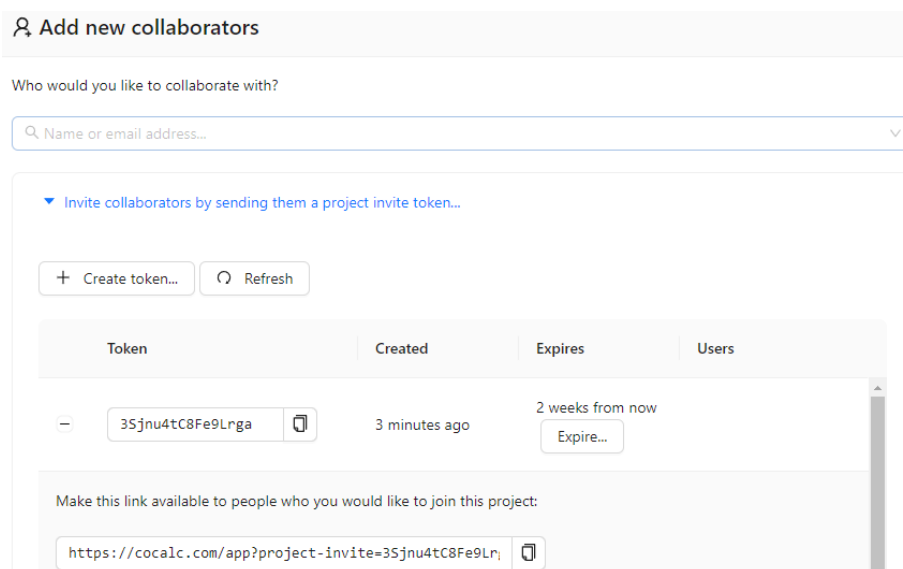 Add new collaborators
Who would you like to collaborate with?
Name or email address...
Invite collaborators by sending them a project invite token...
+ Create token... Refresh
Token Created Expires Users
3Sjnu4tC8Fe9Lrga 3 minutes ago 2 weeks from now
Expire...
Make this link available to people who you would like to join this project:
https://cocalc.com/app?project-invite=3Sjnu4tC8Fe9Lr